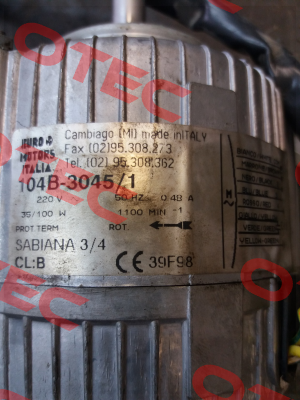 EURO
MOTORS
ITALIA
Cambiago (MI) made in ITALY
Fax (02)95.308.273
Tel. (02) 95.308.362
104B-3045/1
220 V 50 HZ 0.48 A
35/100 W 1100 MIN -1
PROT.TERM ROT.
SABIANA 3/4
CL:B CE 39F98
M
OTEC